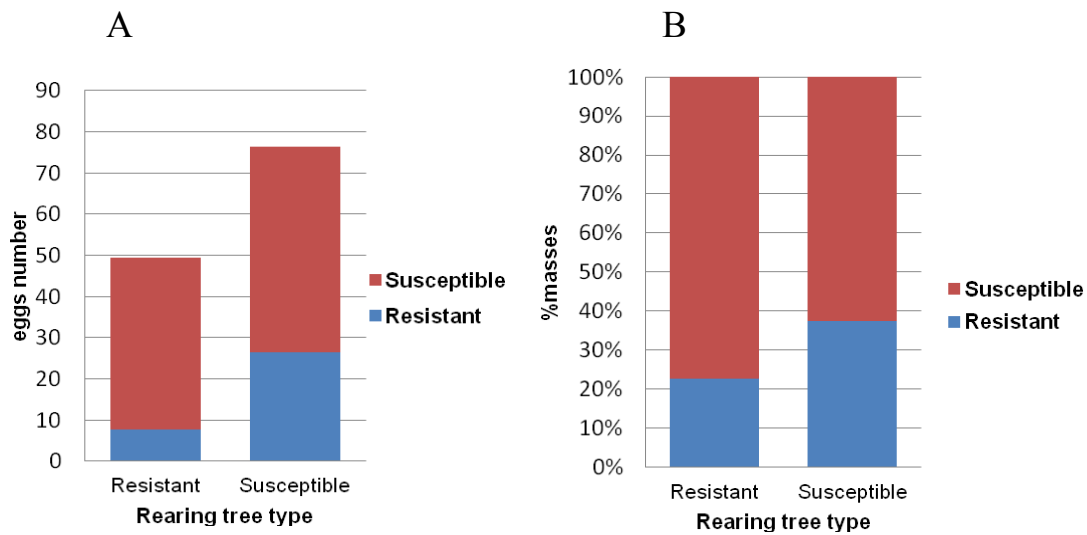 A
90
80
70
60
50
40
30
20
10
0
eggs number
Resistant Susceptible
Rearing tree type
Susceptible
Resistant
B
100%
90%
80%
70%
60%
50%
40%
30%
20%
10%
0%
%masses
Resistant Susceptible
Rearing tree type
Susceptible
Resistant